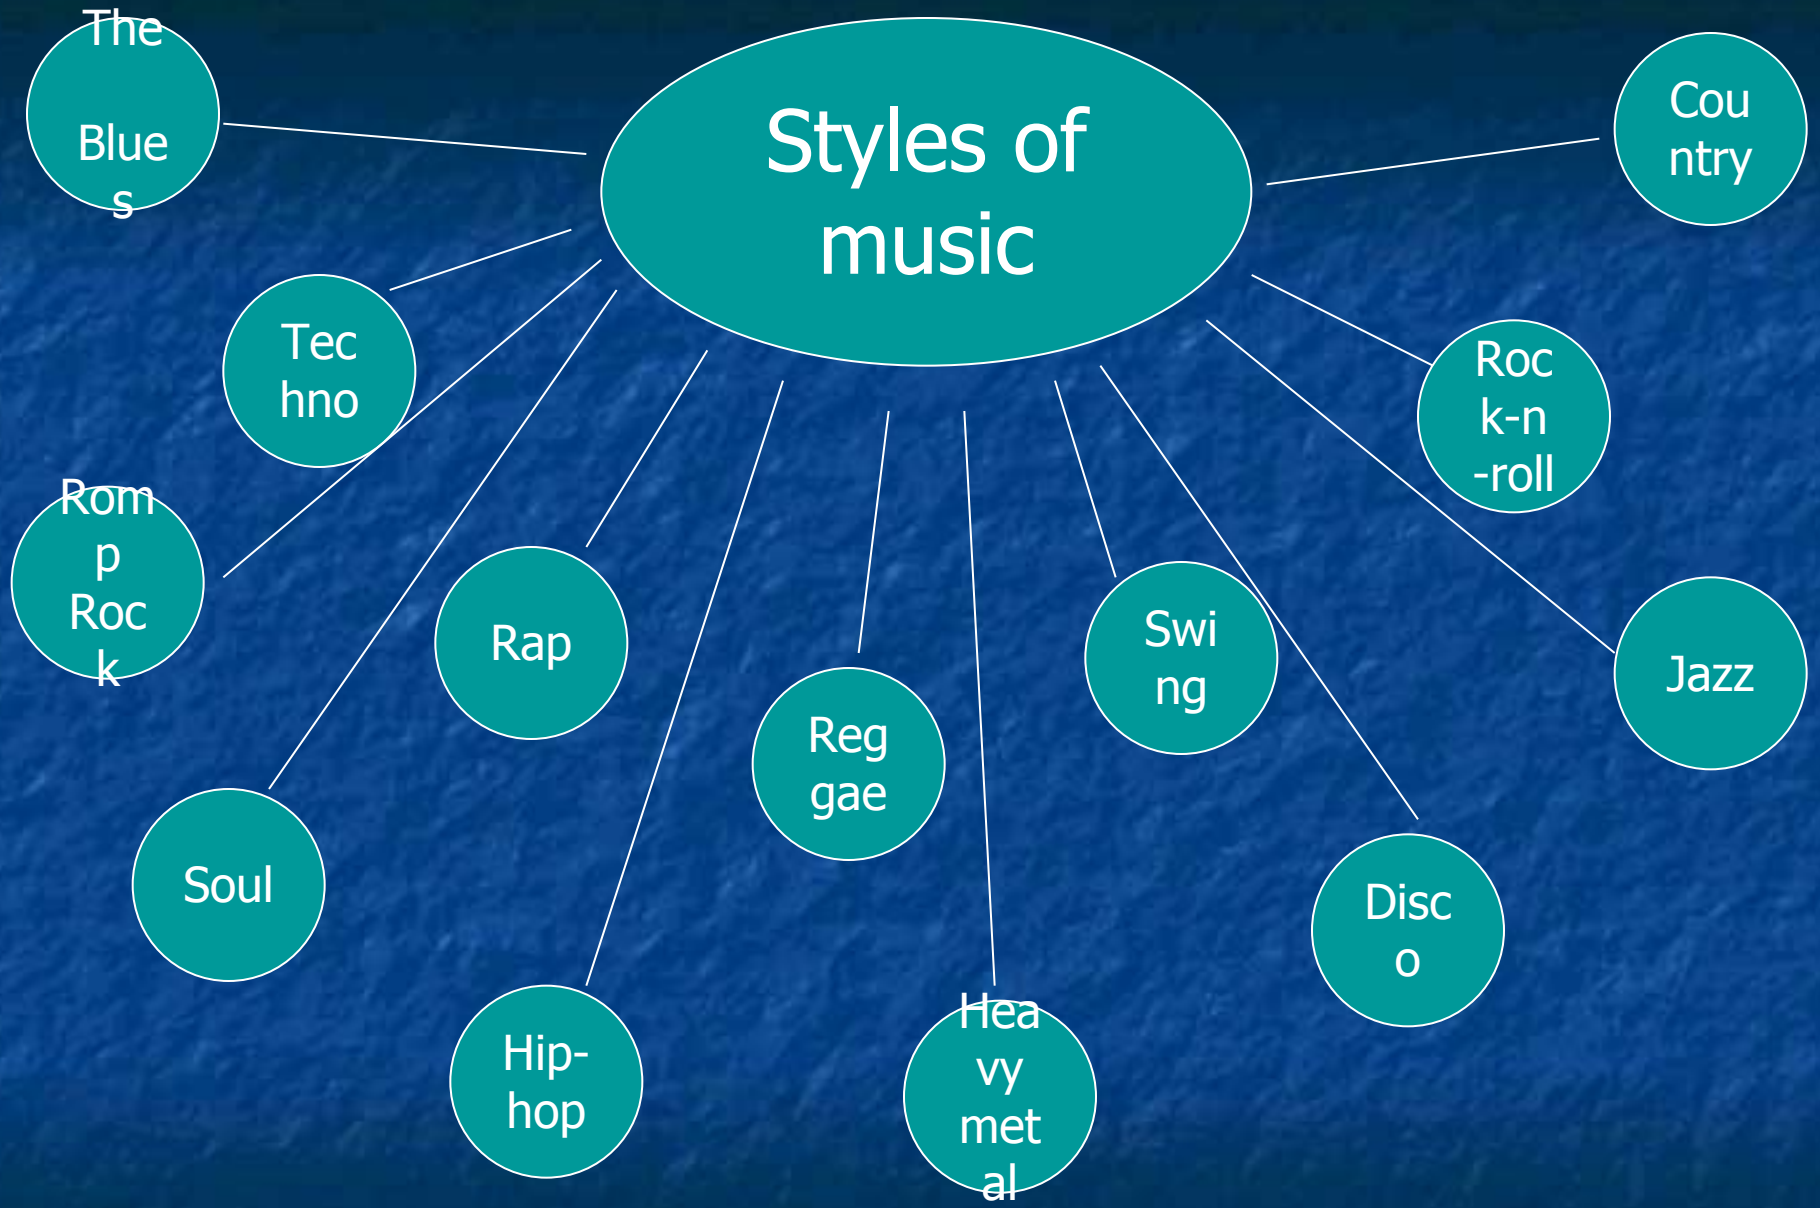 The
Blue
s
Styles of
music
Cou
ntry
Tec
hno
Roc
k-n
-roll
Rom
p
Roc
k
Rap
Swi
ng
Jazz
Reg
gae
Soul
Disc
o
Hip-
hop
Hea
vy
met
al